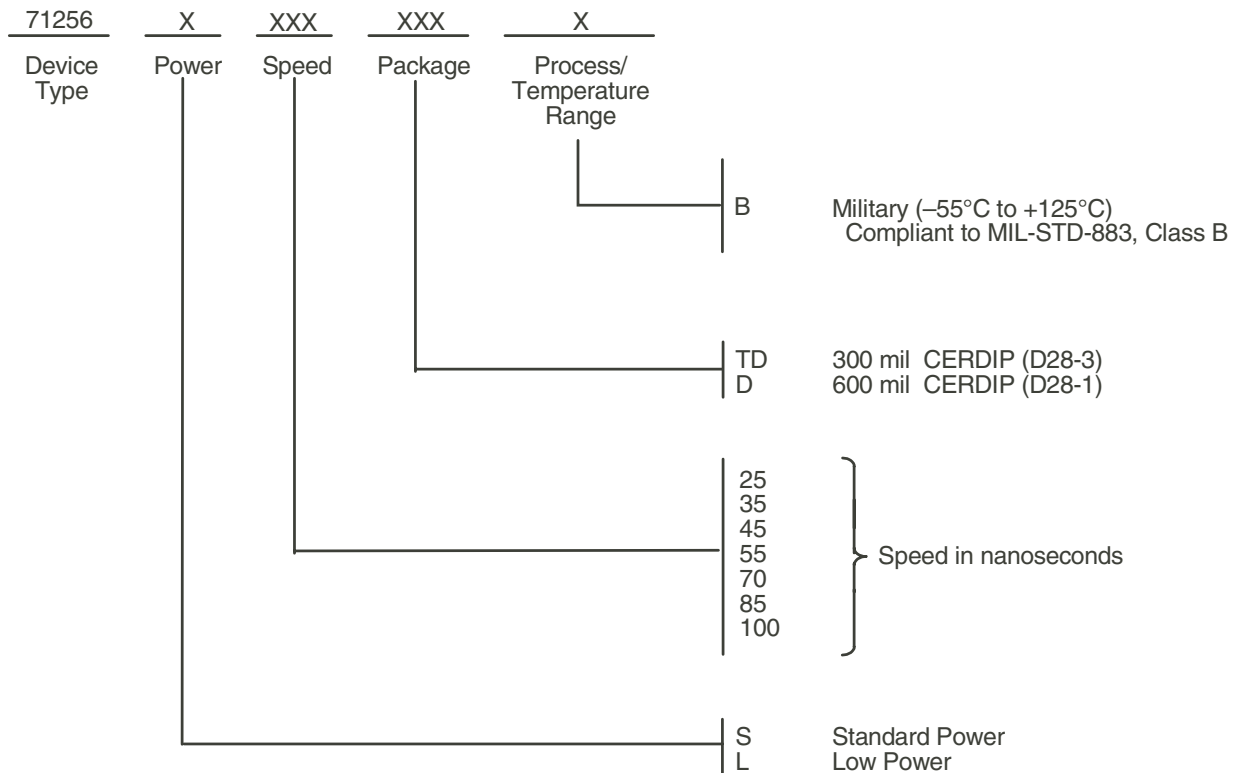 71256 X XXX XXX X
Device Type
Power
Speed
Package
Process/
Temperature
Range
B Military (–55°C to +125°C)
Compliant to MIL-STD-883, Class B
TD 300 mil CERDIP (D28-3)
D 600 mil CERDIP (D28-1)
25
35
45
55
70
85
100
Speed in nanoseconds
S Standard Power
L Low Power